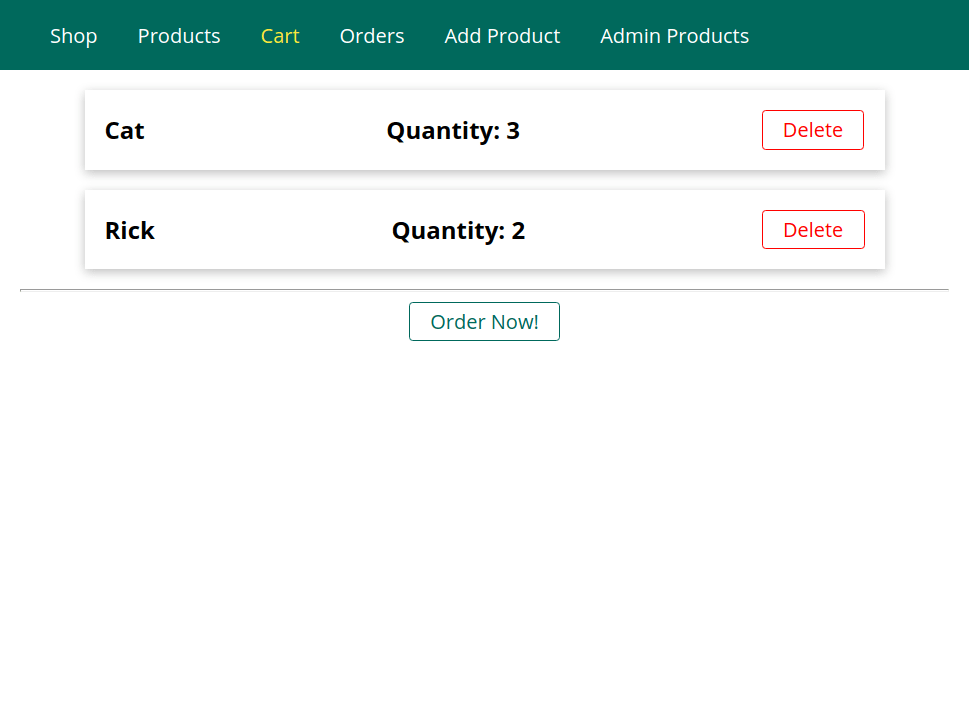 Shop Products Cart Orders Add Product Admin Products
Cat Quantity: 3 Delete
Rick Quantity: 2 Delete
Order Now!